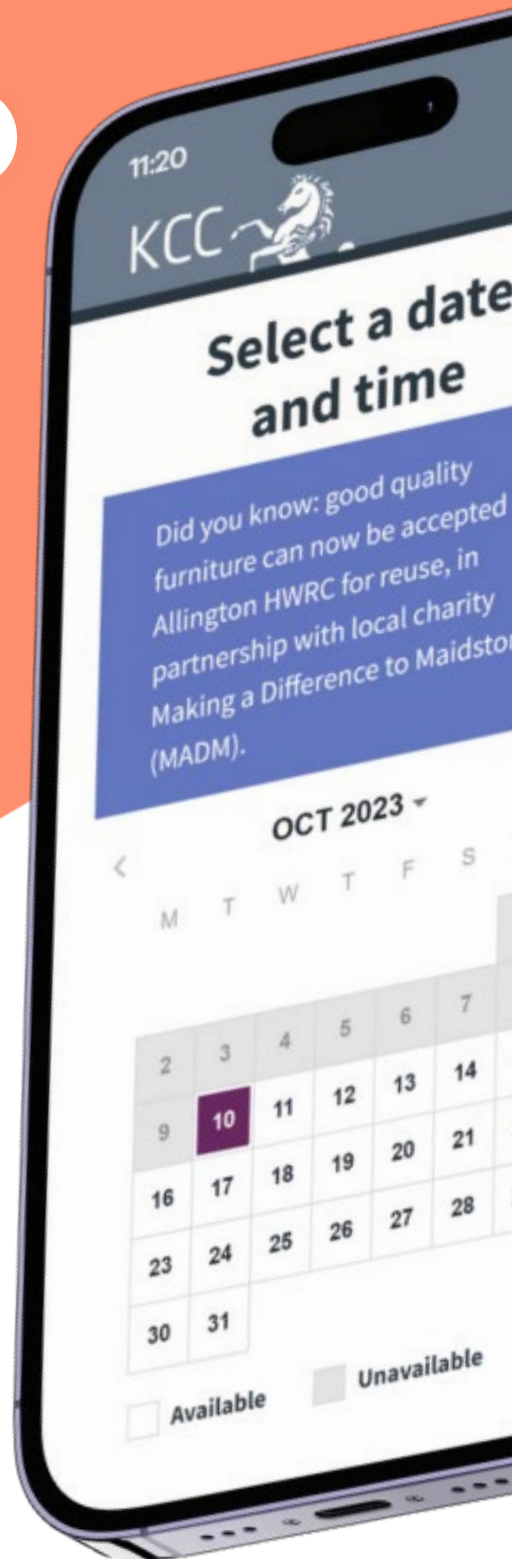 11:20
KCC
Select a date
and time
Did you know: good quality
furniture can now be accepted
Allington HWRC for reuse, in
partnership with local charity
Making a Difference to
(MADM).
OCT 2023
M T W T F S
2 3 4 5 6 7
9 10 11 12 13 14
16 17 18 19 20 21
23 24 25 26 27 28
30 31
Available Unavailable